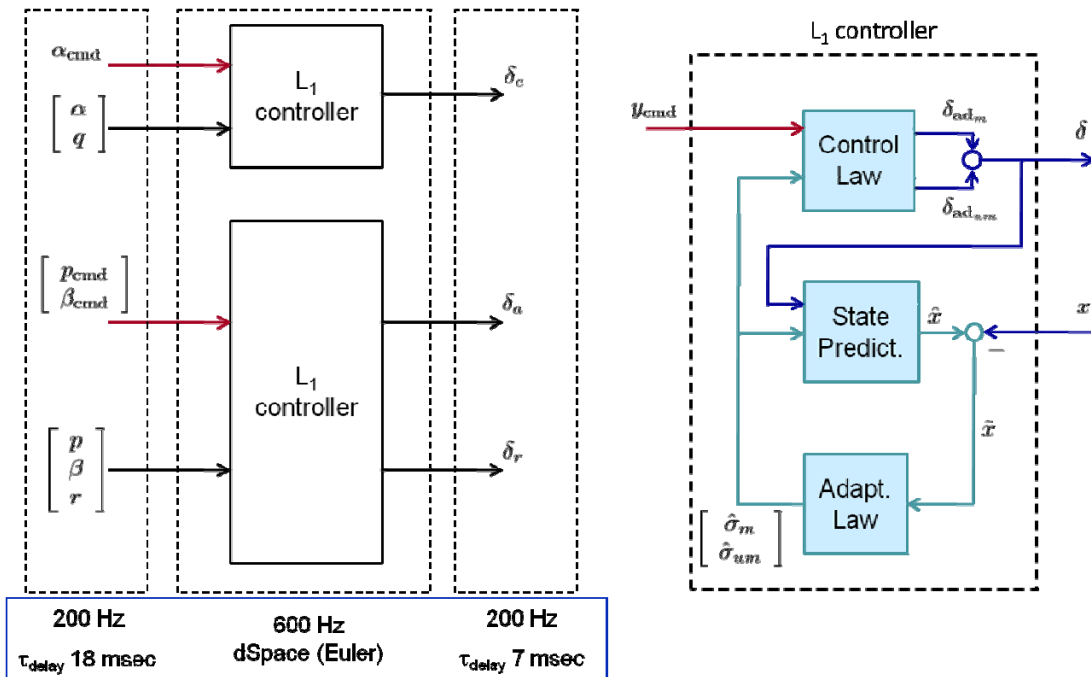 α_cmd
[ α
q ]
L₁
controller
δ_e
[ p_cmd
β_cmd ]
[ p
β
r ]
L₁
controller
δ_a
δ_r
200 Hz
τ_delay 18 msec
600 Hz
dSpace (Euler)
200 Hz
τ_delay 7 msec
L₁ controller
y_cmd
Control
Law
δ_ad_m
δ_ad_um
δ
State
Predict.
x̂
x
−
x̃
Adapt.
Law
[ σ̂_m
σ̂_um ]